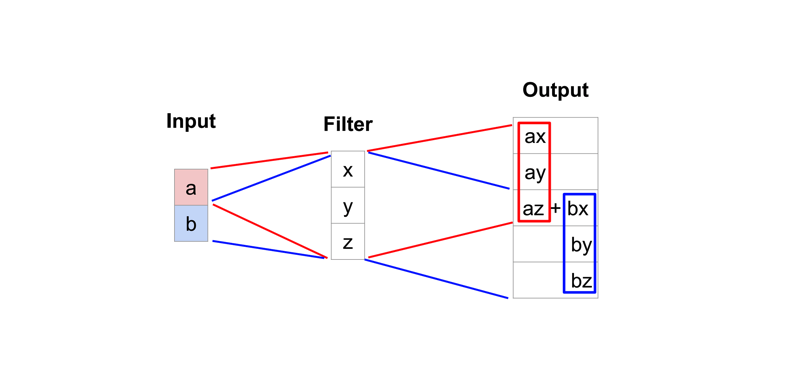 Input
Filter
Output
a
b
x
y
z
ax
ay
az + bx
by
bz